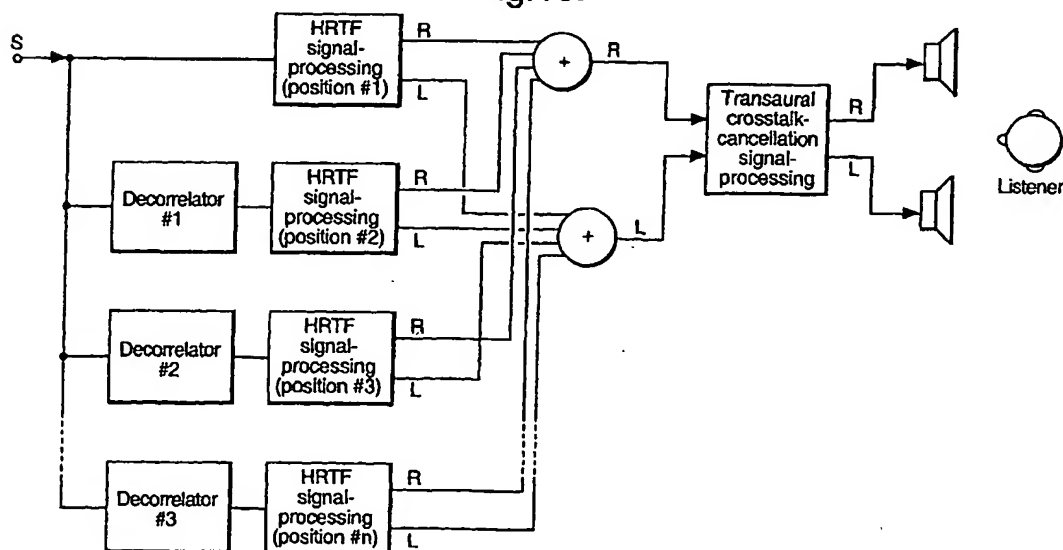 S
HRTF
signal-
processing
(position #1)
R
L
+
R
Transaural
crosstalk-
cancellation
signal-
processing
R
L
Listener
Decorrelator
#1
HRTF
signal-
processing
(position #2)
R
L
+
L
Decorrelator
#2
HRTF
signal-
processing
(position #3)
R
L
Decorrelator
#3
HRTF
signal-
processing
(position #n)
R
L